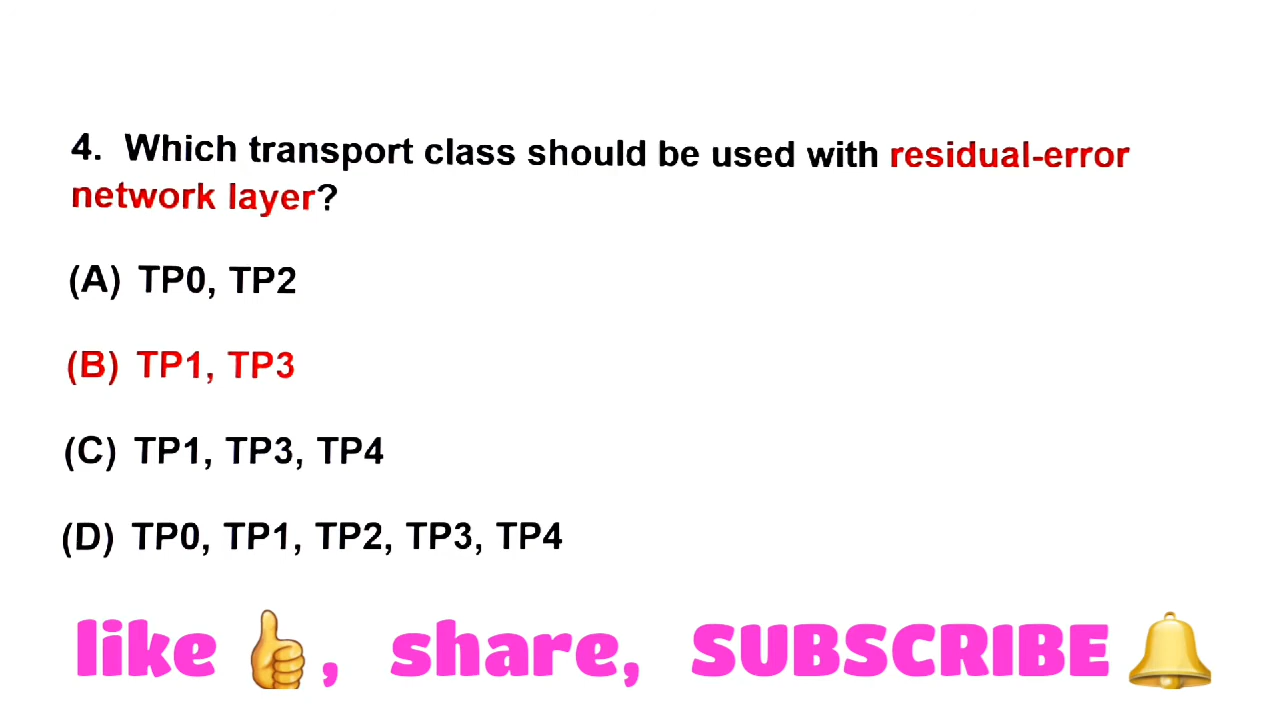 4. Which transport class should be used with residual-error
network layer?
(A) TP0, TP2
(B) TP1, TP3
(C) TP1, TP3, TP4
(D) TP0, TP1, TP2, TP3, TP4
like 👍, share, SUBSCRIBE 🔔